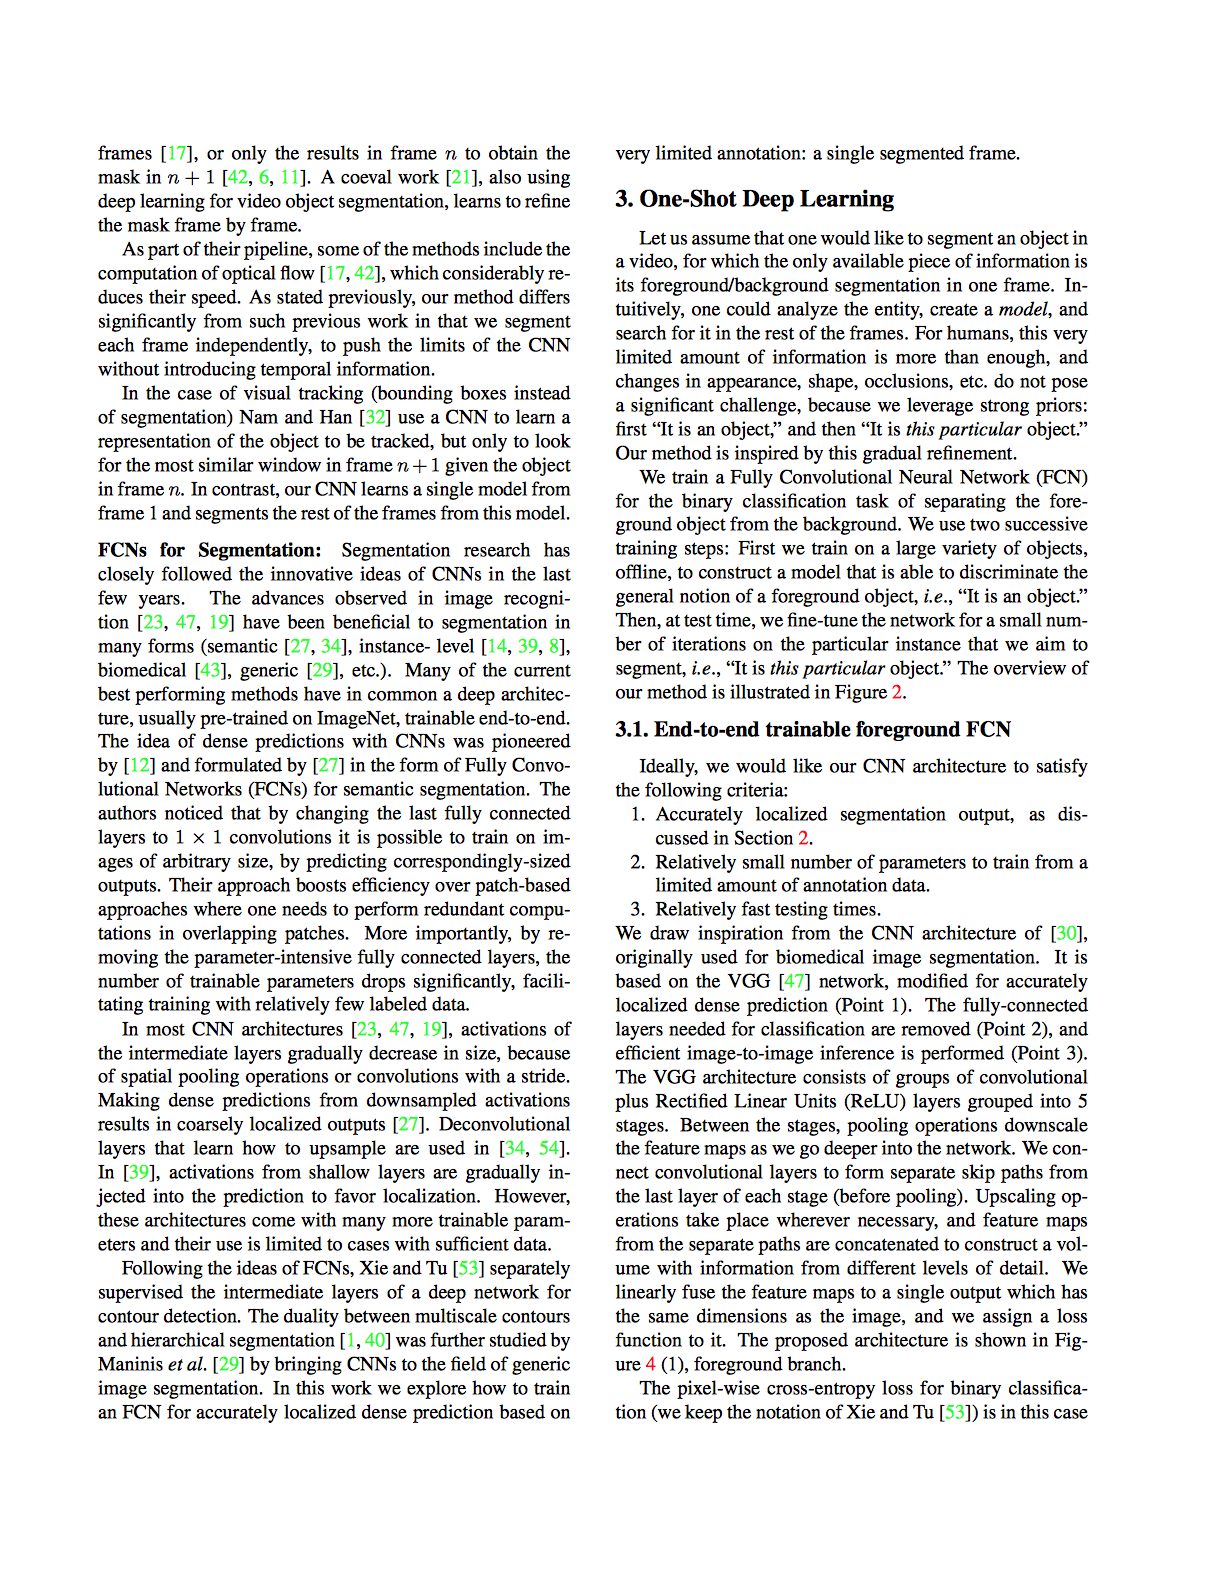 frames [17], or only the results in frame n to obtain the
mask in n + 1 [42, 6, 11]. A coeval work [21], also using
deep learning for video object segmentation, learns to refine
the mask frame by frame.
As part of their pipeline, some of the methods include the
computation of optical flow [17, 42], which considerably re-
duces their speed. As stated previously, our method differs
significantly from such previous work in that we segment
each frame independently, to push the limits of the CNN
without introducing temporal information.
In the case of visual tracking (bounding boxes instead
of segmentation) Nam and Han [32] use a CNN to learn a
representation of the object to be tracked, but only to look
for the most similar window in frame n + 1 given the object
in frame n. In contrast, our CNN learns a single model from
frame 1 and segments the rest of the frames from this model.
FCNs for Segmentation: Segmentation research has
closely followed the innovative ideas of CNNs in the last
few years. The advances observed in image recogni-
tion [23, 47, 19] have been beneficial to segmentation in
many forms (semantic [27, 34], instance- level [14, 39, 8],
biomedical [43], generic [29], etc.). Many of the current
best performing methods have in common a deep architec-
ture, usually pre-trained on ImageNet, trainable end-to-end.
The idea of dense predictions with CNNs was pioneered
by [12] and formulated by [27] in the form of Fully Convo-
lutional Networks (FCNs) for semantic segmentation. The
authors noticed that by changing the last fully connected
layers to 1 × 1 convolutions it is possible to train on im-
ages of arbitrary size, by predicting correspondingly-sized
outputs. Their approach boosts efficiency over patch-based
approaches where one needs to perform redundant compu-
tations in overlapping patches. More importantly, by re-
moving the parameter-intensive fully connected layers, the
number of trainable parameters drops significantly, facili-
tating training with relatively few labeled data.
In most CNN architectures [23, 47, 19], activations of
the intermediate layers gradually decrease in size, because
of spatial pooling operations or convolutions with a stride.
Making dense predictions from downsampled activations
results in coarsely localized outputs [27]. Deconvolutional
layers that learn how to upsample are used in [34, 54].
In [39], activations from shallow layers are gradually in-
jected into the prediction to favor localization. However,
these architectures come with many more trainable param-
eters and their use is limited to cases with sufficient data.
Following the ideas of FCNs, Xie and Tu [53] separately
supervised the intermediate layers of a deep network for
contour detection. The duality between multiscale contours
and hierarchical segmentation [1, 40] was further studied by
Maninis et al. [29] by bringing CNNs to the field of generic
image segmentation. In this work we explore how to train
an FCN for accurately localized dense prediction based on
very limited annotation: a single segmented frame.
3. One-Shot Deep Learning
Let us assume that one would like to segment an object in
a video, for which the only available piece of information is
its foreground/background segmentation in one frame. In-
tuitively, one could analyze the entity, create a model, and
search for it in the rest of the frames. For humans, this very
limited amount of information is more than enough, and
changes in appearance, shape, occlusions, etc. do not pose
a significant challenge, because we leverage strong priors:
first “It is an object,” and then “It is this particular object.”
Our method is inspired by this gradual refinement.
We train a Fully Convolutional Neural Network (FCN)
for the binary classification task of separating the fore-
ground object from the background. We use two successive
training steps: First we train on a large variety of objects,
offline, to construct a model that is able to discriminate the
general notion of a foreground object, i.e., “It is an object.”
Then, at test time, we fine-tune the network for a small num-
ber of iterations on the particular instance that we aim to
segment, i.e., “It is this particular object.” The overview of
our method is illustrated in Figure 2.
3.1. End-to-end trainable foreground FCN
Ideally, we would like our CNN architecture to satisfy
the following criteria:
1. Accurately localized segmentation output, as dis-
cussed in Section 2.
2. Relatively small number of parameters to train from a
limited amount of annotation data.
3. Relatively fast testing times.
We draw inspiration from the CNN architecture of [30],
originally used for biomedical image segmentation. It is
based on the VGG [47] network, modified for accurately
localized dense prediction (Point 1). The fully-connected
layers needed for classification are removed (Point 2), and
efficient image-to-image inference is performed (Point 3).
The VGG architecture consists of groups of convolutional
plus Rectified Linear Units (ReLU) layers grouped into 5
stages. Between the stages, pooling operations downscale
the feature maps as we go deeper into the network. We con-
nect convolutional layers to form separate skip paths from
the last layer of each stage (before pooling). Upscaling op-
erations take place wherever necessary, and feature maps
from the separate paths are concatenated to construct a vol-
ume with information from different levels of detail. We
linearly fuse the feature maps to a single output which has
the same dimensions as the image, and we assign a loss
function to it. The proposed architecture is shown in Fig-
ure 4 (1), foreground branch.
The pixel-wise cross-entropy loss for binary classifica-
tion (we keep the notation of Xie and Tu [53]) is in this case